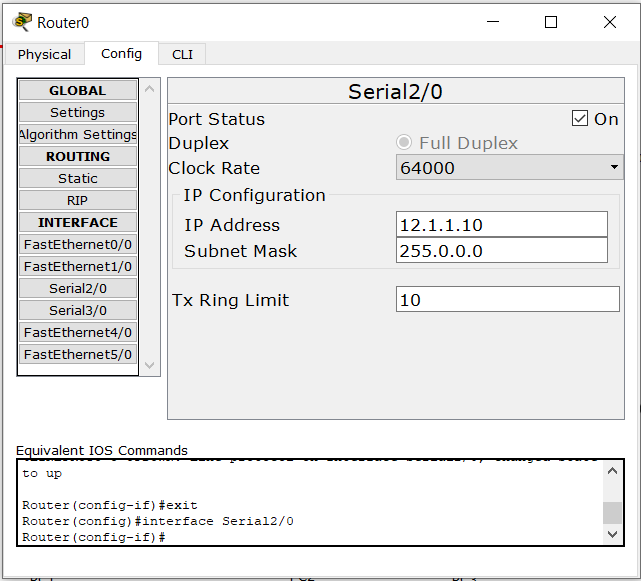 Router0
Physical Config CLI
GLOBAL
Settings
Algorithm Settings
ROUTING
Static
RIP
INTERFACE
FastEthernet0/0
FastEthernet1/0
Serial2/0
Serial3/0
FastEthernet4/0
FastEthernet5/0
Serial2/0
Port Status On
Duplex Full Duplex
Clock Rate 64000
IP Configuration
IP Address 12.1.1.10
Subnet Mask 255.0.0.0
Tx Ring Limit 10
Equivalent IOS Commands
to up
Router(config-if)#exit
Router(config)#interface Serial2/0
Router(config-if)#